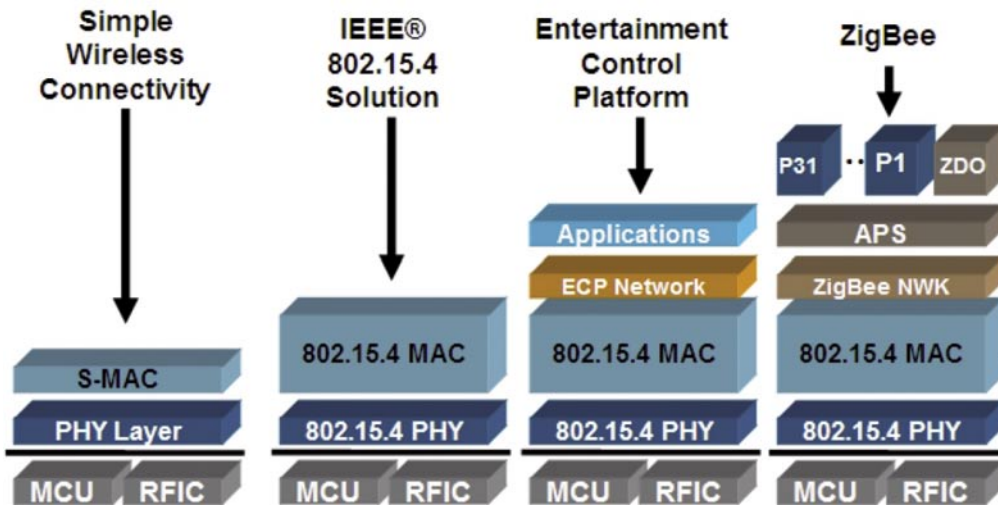 Simple
Wireless
Connectivity
IEEE®
802.15.4
Solution
Entertainment
Control
Platform
ZigBee
P31 ·· P1 ZDO
Applications
APS
ECP Network
ZigBee NWK
S-MAC
802.15.4 MAC
802.15.4 MAC
802.15.4 MAC
PHY Layer
802.15.4 PHY
802.15.4 PHY
802.15.4 PHY
MCU RFIC
MCU RFIC
MCU RFIC
MCU RFIC